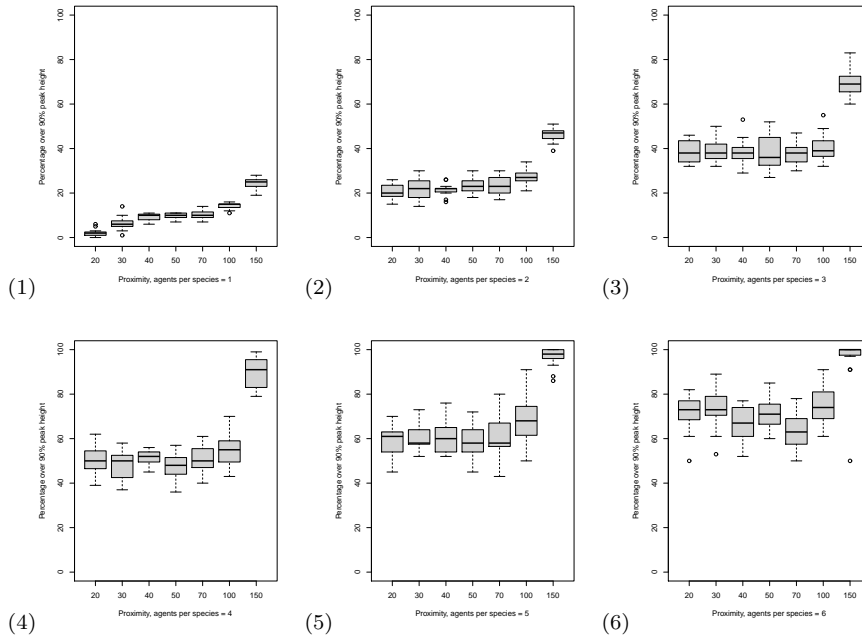 100
80
60
40
20
0
Percentage over 90% peak height
20 30 40 50 70 100 150
Proximity, agents per species = 1
(1)
100
80
60
40
20
0
Percentage over 90% peak height
20 30 40 50 70 100 150
Proximity, agents per species = 2
(2)
100
80
60
40
20
0
Percentage over 90% peak height
20 30 40 50 70 100 150
Proximity, agents per species = 3
(3)
100
80
60
40
20
0
Percentage over 90% peak height
20 30 40 50 70 100 150
Proximity, agents per species = 4
(4)
100
80
60
40
20
0
Percentage over 90% peak height
20 30 40 50 70 100 150
Proximity, agents per species = 5
(5)
100
80
60
40
20
0
Percentage over 90% peak height
20 30 40 50 70 100 150
Proximity, agents per species = 6
(6)